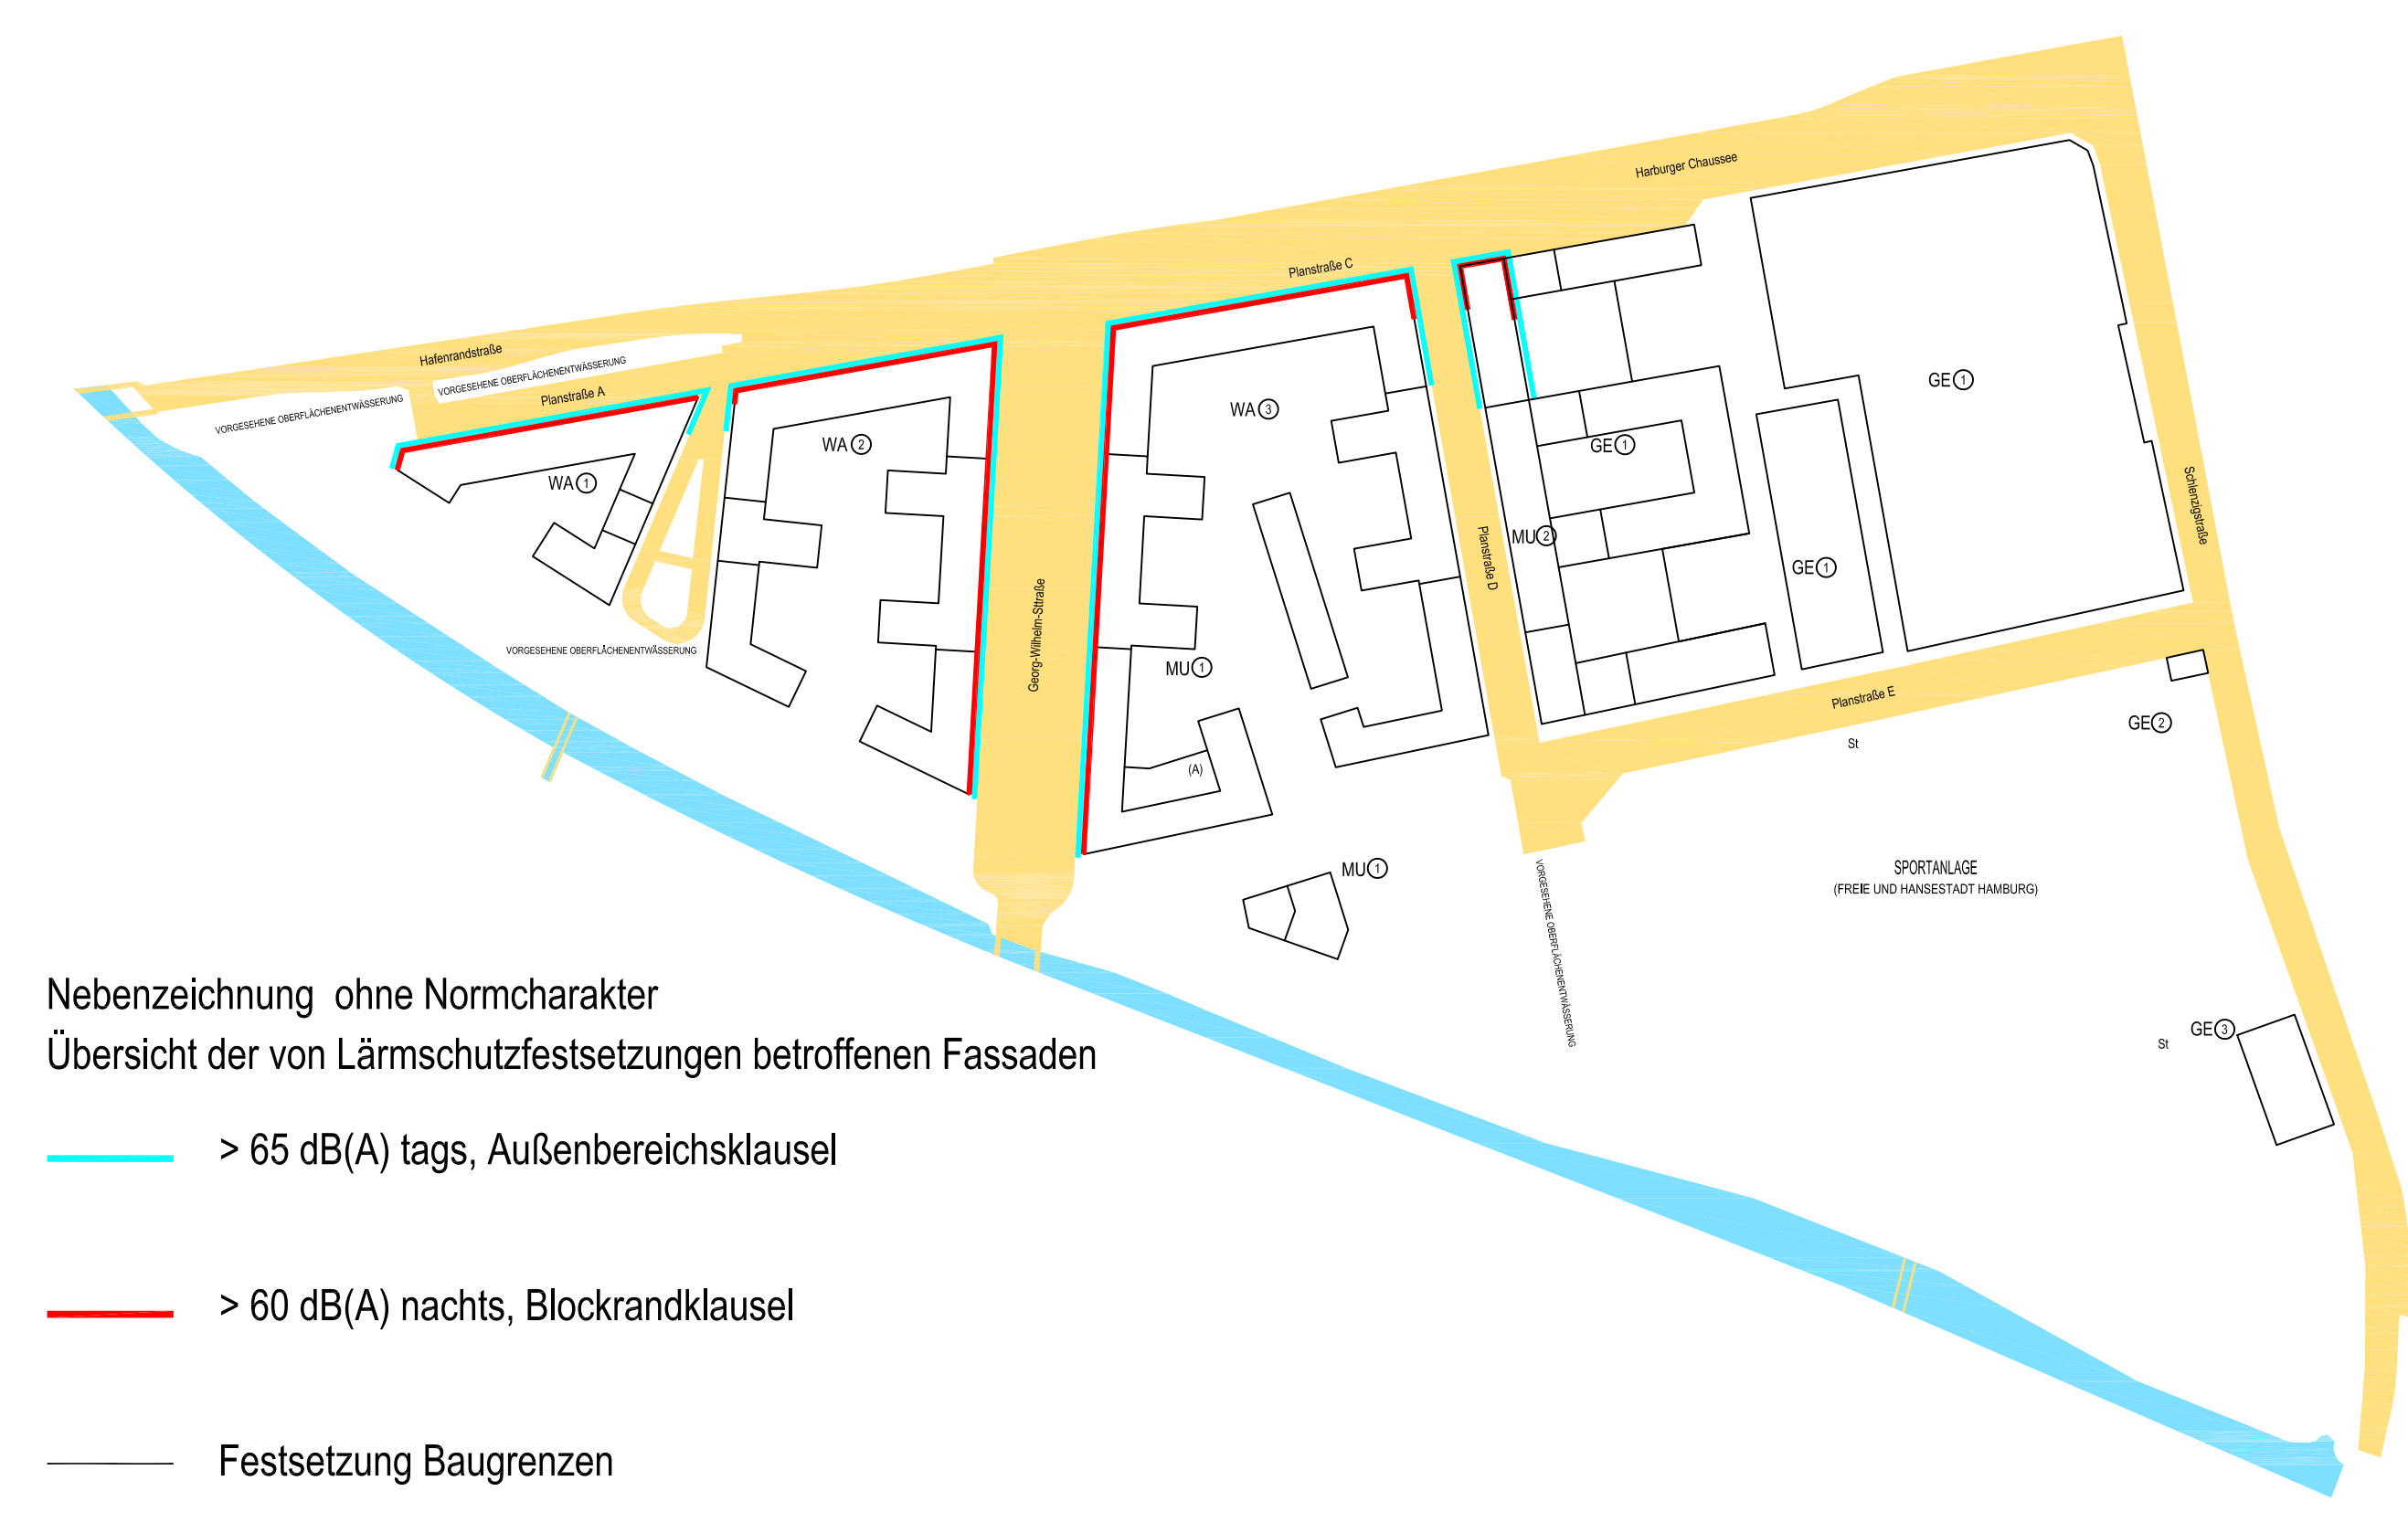 Harburger Chaussee
Planstraße C
Hafenrandstraße
VORGESEHENE OBERFLÄCHENENTWÄSSERUNG
Planstraße A
VORGESEHENE OBERFLÄCHENENTWÄSSERUNG
GE 1
WA 3
WA 2
GE 1
WA 1
Schlenzigstraße
MU 2
Planstraße D
GE 1
Georg-Wilhelm-Sttraße
VORGESEHENE OBERFLÄCHENENTWÄSSERUNG
MU 1
Planstraße E
GE 2
St
(A)
MU 1
SPORTANLAGE
(FREIE UND HANSESTADT HAMBURG)
VORGESEHENE OBERFLÄCHENENTWÄSSERUNG
GE 3
St
Nebenzeichnung ohne Normcharakter
Übersicht der von Lärmschutzfestsetzungen betroffenen Fassaden
> 65 dB(A) tags, Außenbereichsklausel
> 60 dB(A) nachts, Blockrandklausel
Festsetzung Baugrenzen